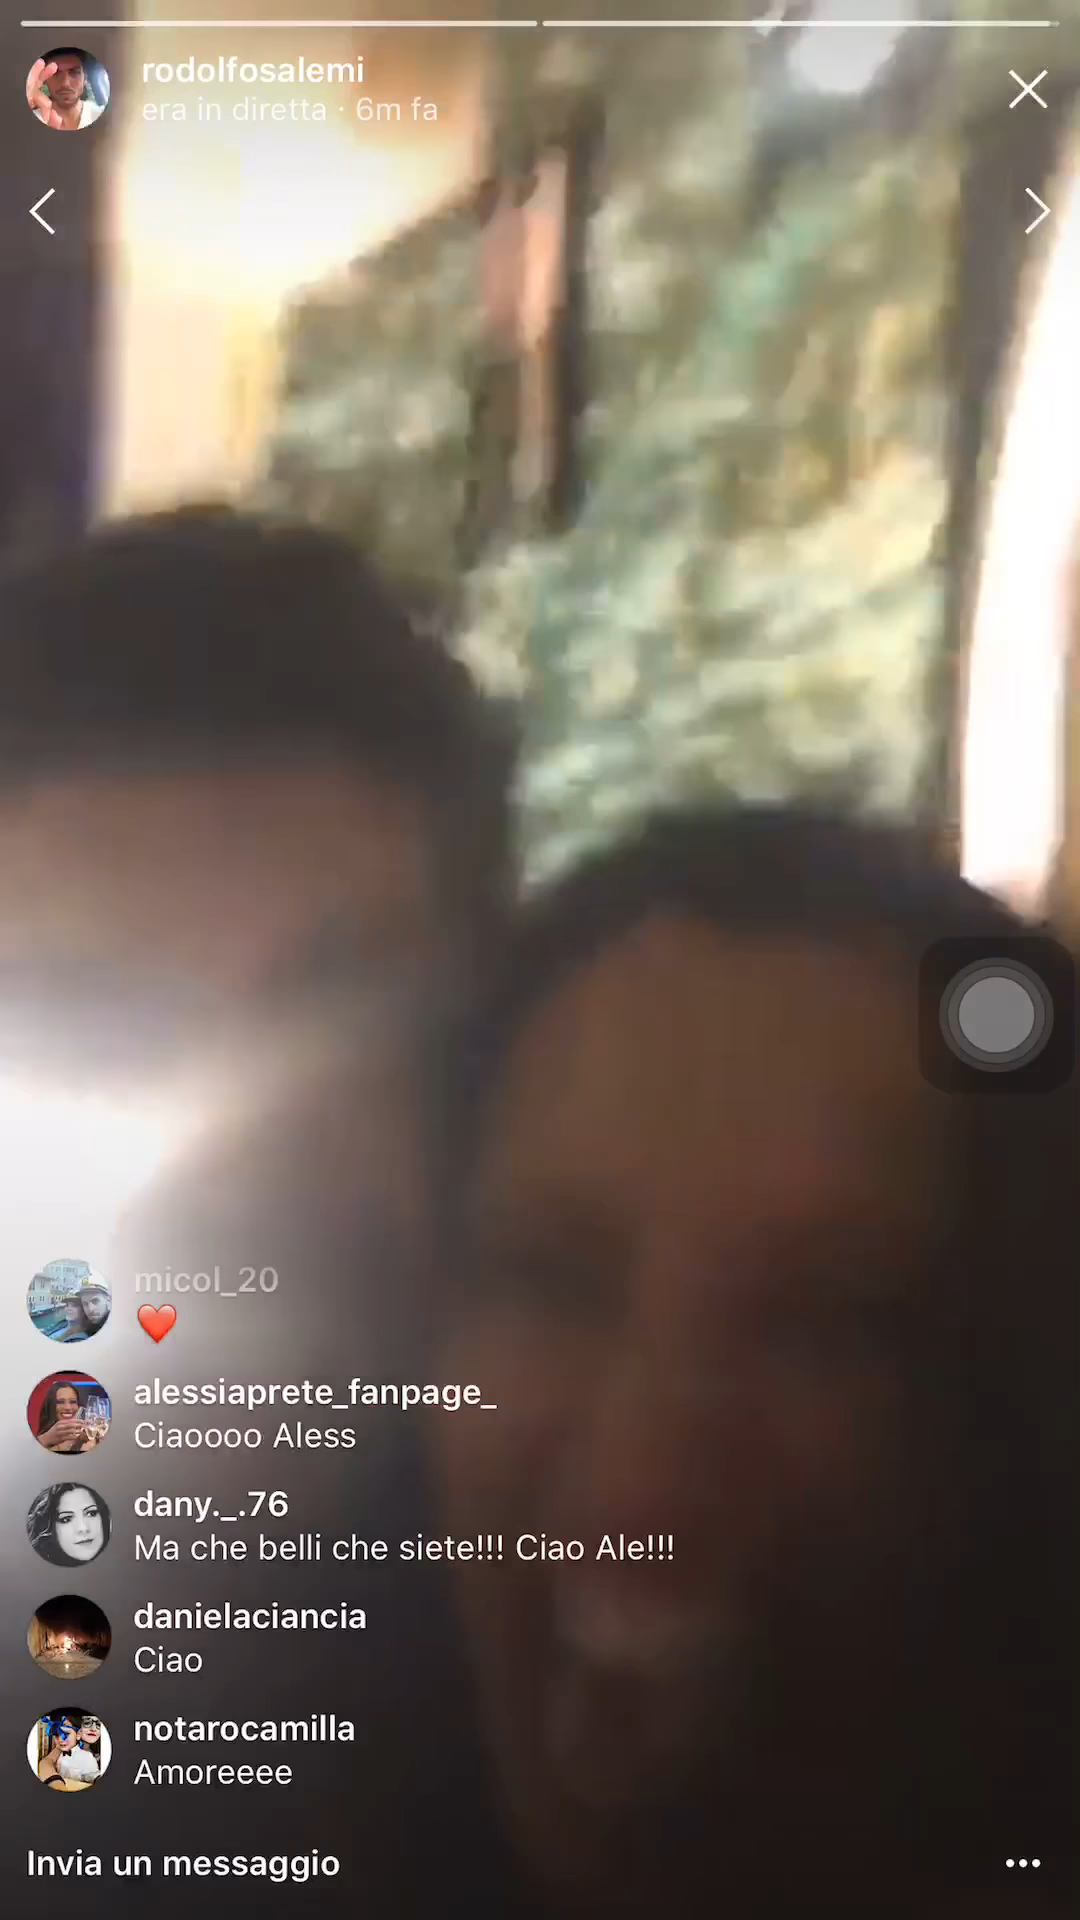 rodolfosalemi
era in diretta · 6m fa
micol_20
❤️
alessiaprete_fanpage_
Ciaoooo Aless
dany._.76
Ma che belli che siete!!! Ciao Ale!!!
danielaciancia
Ciao
notarocamilla
Amoreeee
Invia un messaggio